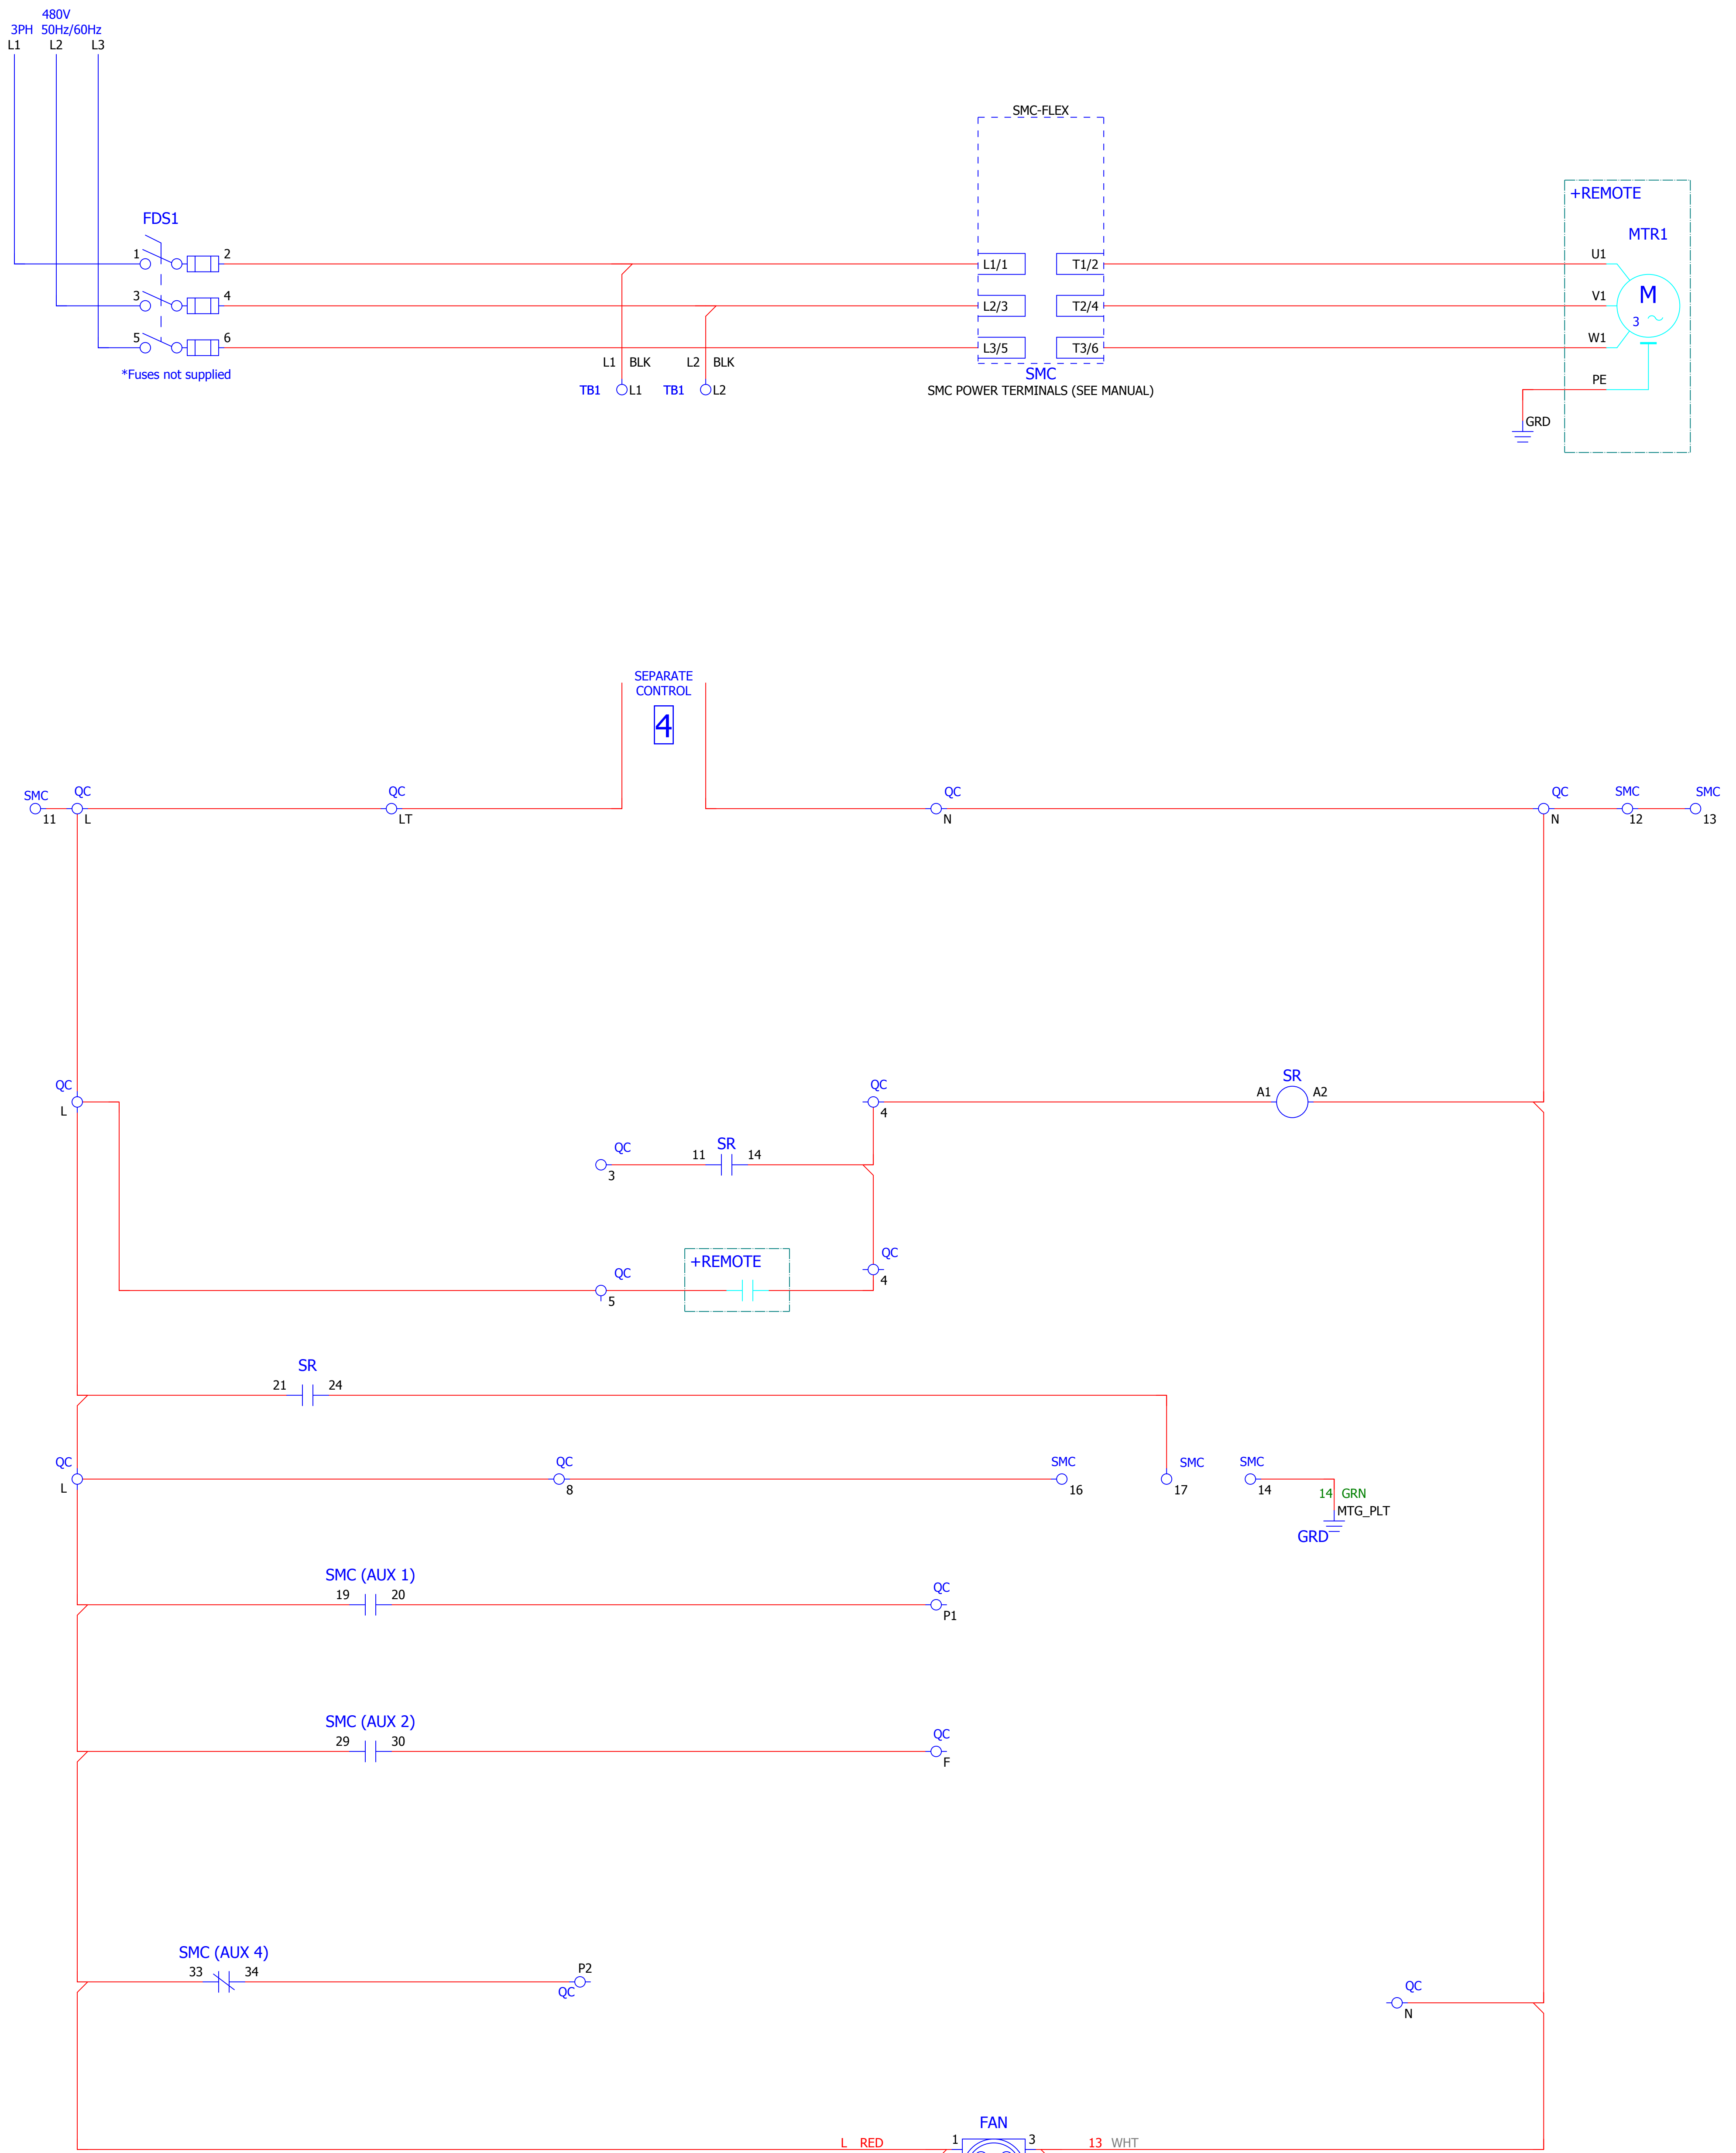 480V
3PH 50Hz/60Hz
L1 L2 L3
SMC-FLEX
+REMOTE
FDS1
MTR1
1 2 L1/1 T1/2 U1
3 4 L2/3 T2/4 V1 M
3
5 6 L3/5 T3/6 W1
L1 BLK L2 BLK
*Fuses not supplied
SMC
PE
TB1 L1 TB1 L2 SMC POWER TERMINALS (SEE MANUAL)
GRD
SEPARATE
CONTROL
4
SMC QC QC QC QC SMC SMC
11 L LT N N 12 13
SR
QC QC A1 A2
L 4
SR
QC 11 14
3
QC
+REMOTE
4
QC
5
SR
21 24
QC QC SMC SMC SMC
L 8 16 17 14
14 GRN
MTG_PLT
GRD
SMC (AUX 1)
19 20 QC
P1
SMC (AUX 2)
29 30 QC
F
SMC (AUX 4)
33 34 P2
QC
QC
N
FAN
L RED 1 3 13 WHT